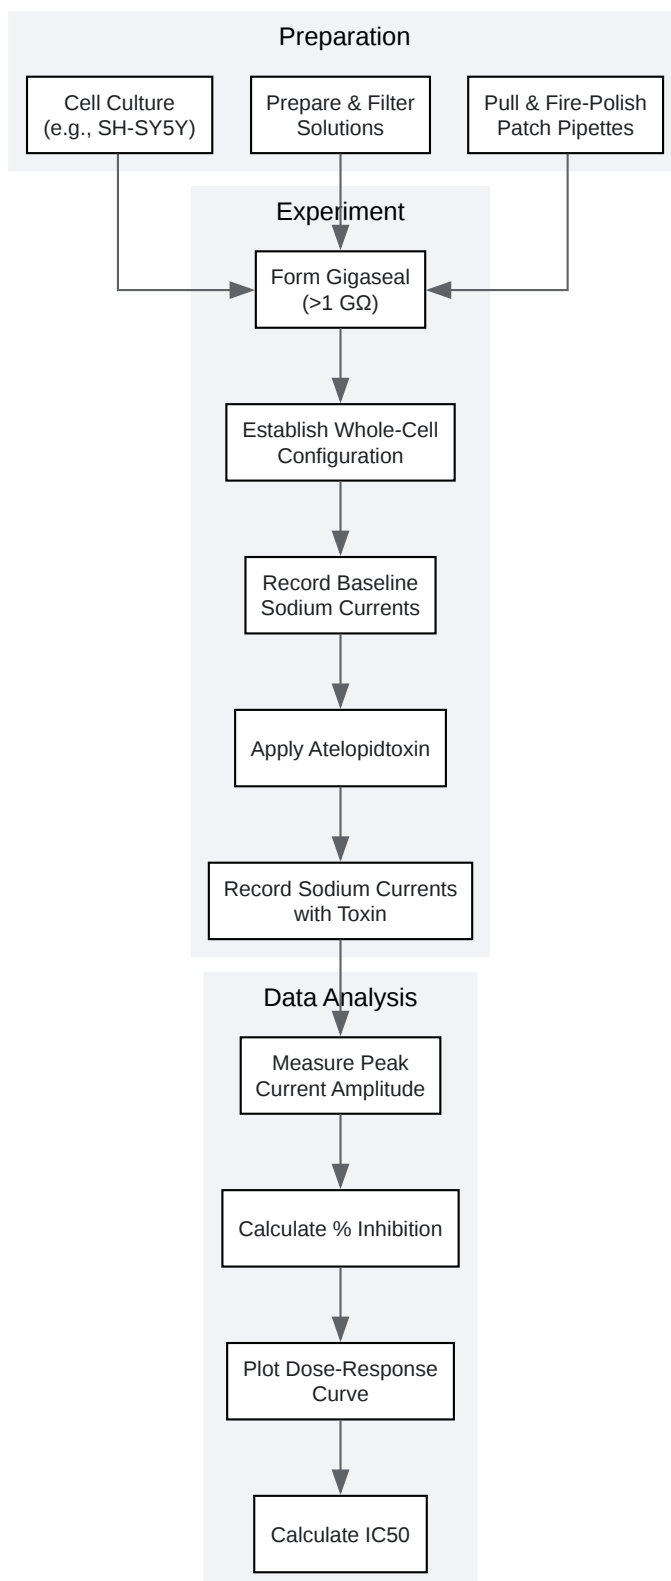 Preparation
Cell Culture
(e.g., SH-SY5Y)
Prepare & Filter
Solutions
Pull & Fire-Polish
Patch Pipettes
Experiment
Form Gigaseal
(>1 GΩ)
Establish Whole-Cell
Configuration
Record Baseline
Sodium Currents
Apply Atelopidtoxin
Record Sodium Currents
with Toxin
Data Analysis
Measure Peak
Current Amplitude
Calculate % Inhibition
Plot Dose-Response
Curve
Calculate IC50